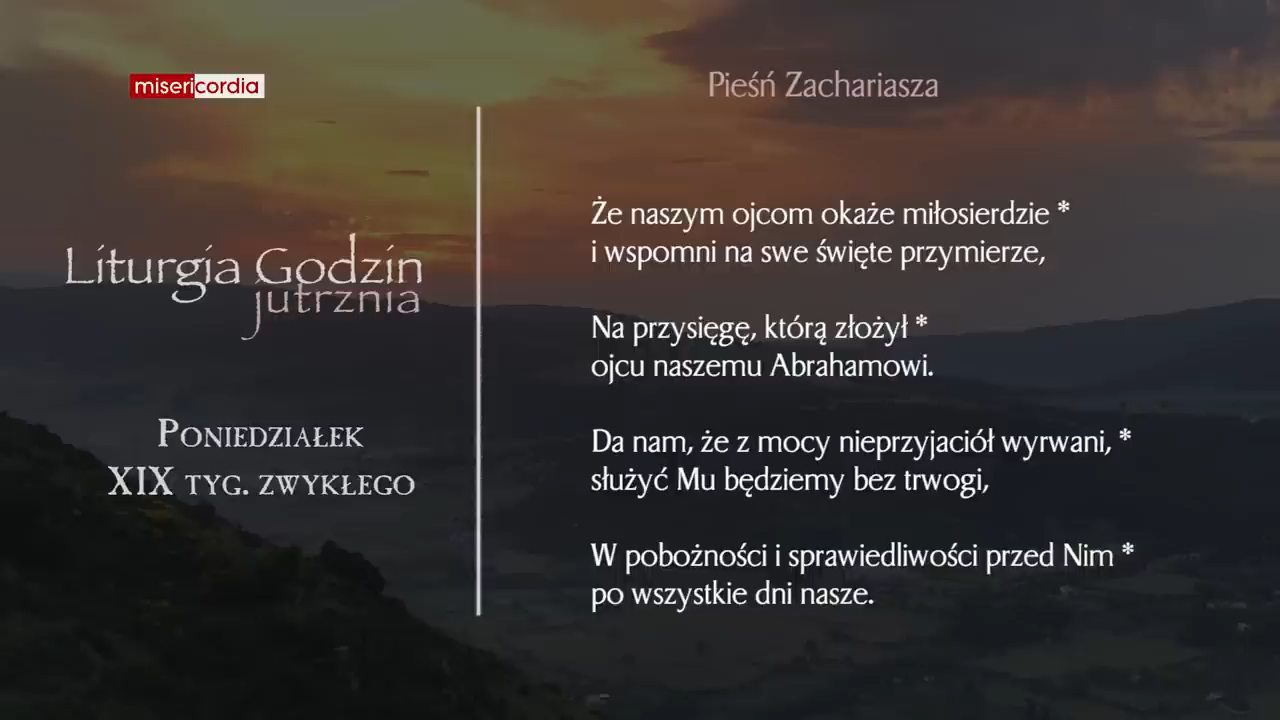 misericordia
Liturgia Godzin
jutrznia
Poniedziałek
XIX tyg. zwykłego
Pieśń Zachariasza
Że naszym ojcom okaże miłosierdzie *
i wspomni na swe święte przymierze,
Na przysięgę, którą złożył *
ojcu naszemu Abrahamowi.
Da nam, że z mocy nieprzyjaciół wyrwani, *
służyć Mu będziemy bez trwogi,
W pobożności i sprawiedliwości przed Nim *
po wszystkie dni nasze.